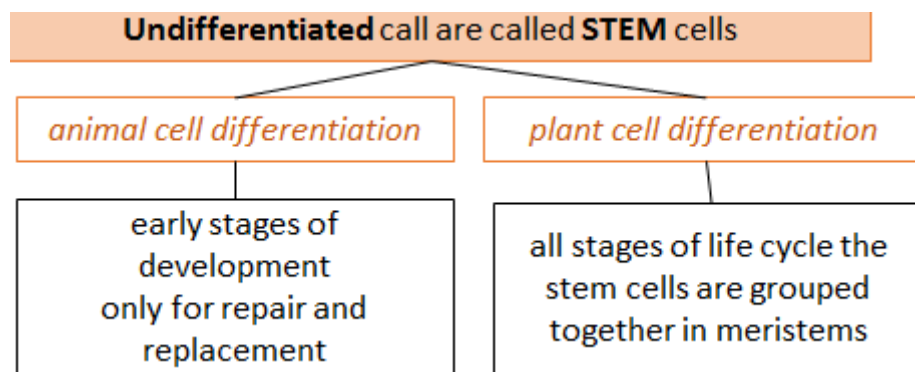 Undifferentiated call are called STEM cells
animal cell differentiation
plant cell differentiation
early stages of
development
only for repair and
replacement
all stages of life cycle the
stem cells are grouped
together in meristems